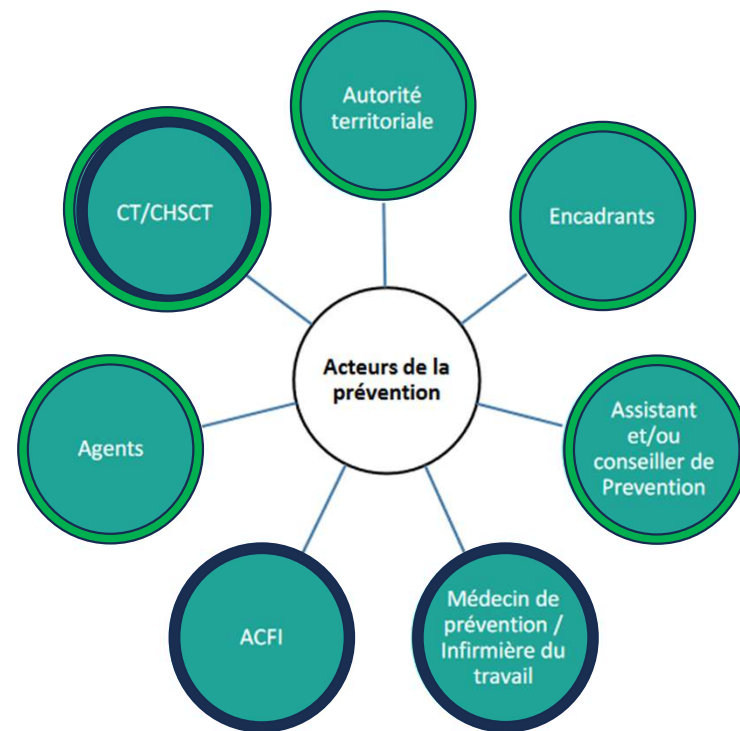 Autorité
territoriale
CT/CHSCT
Encadrants
Acteurs de la
prévention
Agents
Assistant
et/ou
conseiller de
Prevention
ACFI
Médecin de
prévention /
Infirmière du
travail